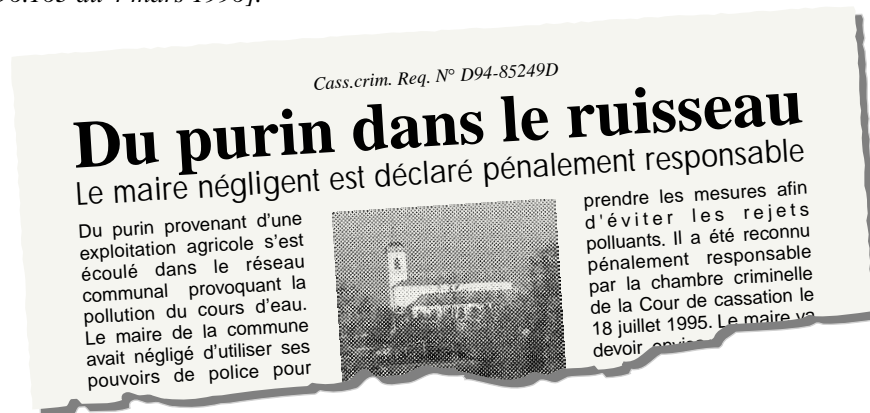 du 4 mars 1996].
Cass.crim. Req. N° D94-85249D
Du purin dans le ruisseau
Le maire négligent est déclaré pénalement responsable
Du purin provenant d'une
exploitation agricole s'est
écoulé dans le réseau
communal provoquant la
pollution du cours d'eau.
Le maire de la commune
avait négligé d'utiliser ses
pouvoirs de police pour
prendre les mesures afin
d'éviter les rejets
polluants. Il a été reconnu
pénalement responsable
par la chambre criminelle
de la Cour de cassation le
18 juillet 1995. Le maire va
devoir